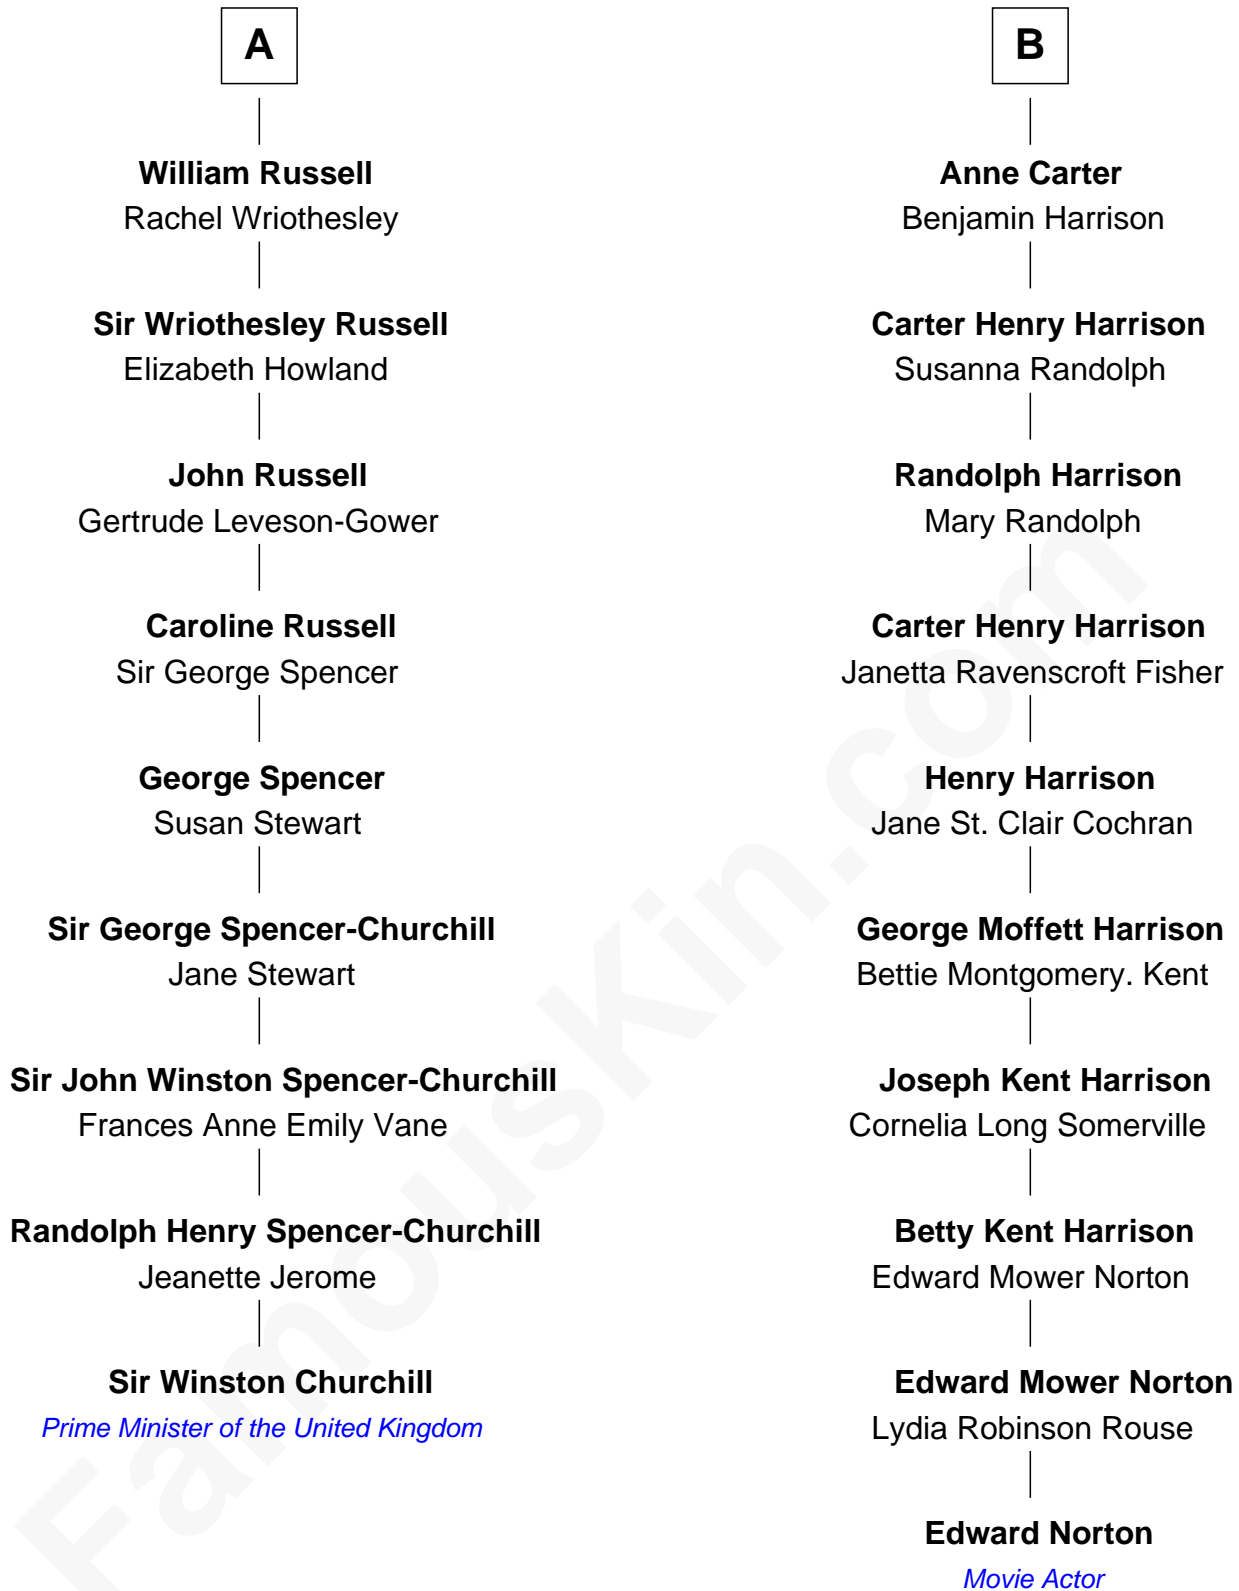 A
William Russell
Rachel Wriothesley
Sir Wriothesley Russell
Elizabeth Howland
John Russell
Gertrude Leveson-Gower
Caroline Russell
Sir George Spencer
George Spencer
Susan Stewart
Sir George Spencer-Churchill
Jane Stewart
Sir John Winston Spencer-Churchill
Frances Anne Emily Vane
Randolph Henry Spencer-Churchill
Jeanette Jerome
Sir Winston Churchill
Prime Minister of the United Kingdom
B
Anne Carter
Benjamin Harrison
Carter Henry Harrison
Susanna Randolph
Randolph Harrison
Mary Randolph
Carter Henry Harrison
Janetta Ravenscroft Fisher
Henry Harrison
Jane St. Clair Cochran
George Moffett Harrison
Bettie Montgomery. Kent
Joseph Kent Harrison
Cornelia Long Somerville
Betty Kent Harrison
Edward Mower Norton
Edward Mower Norton
Lydia Robinson Rouse
Edward Norton
Movie Actor
FamousKin.com